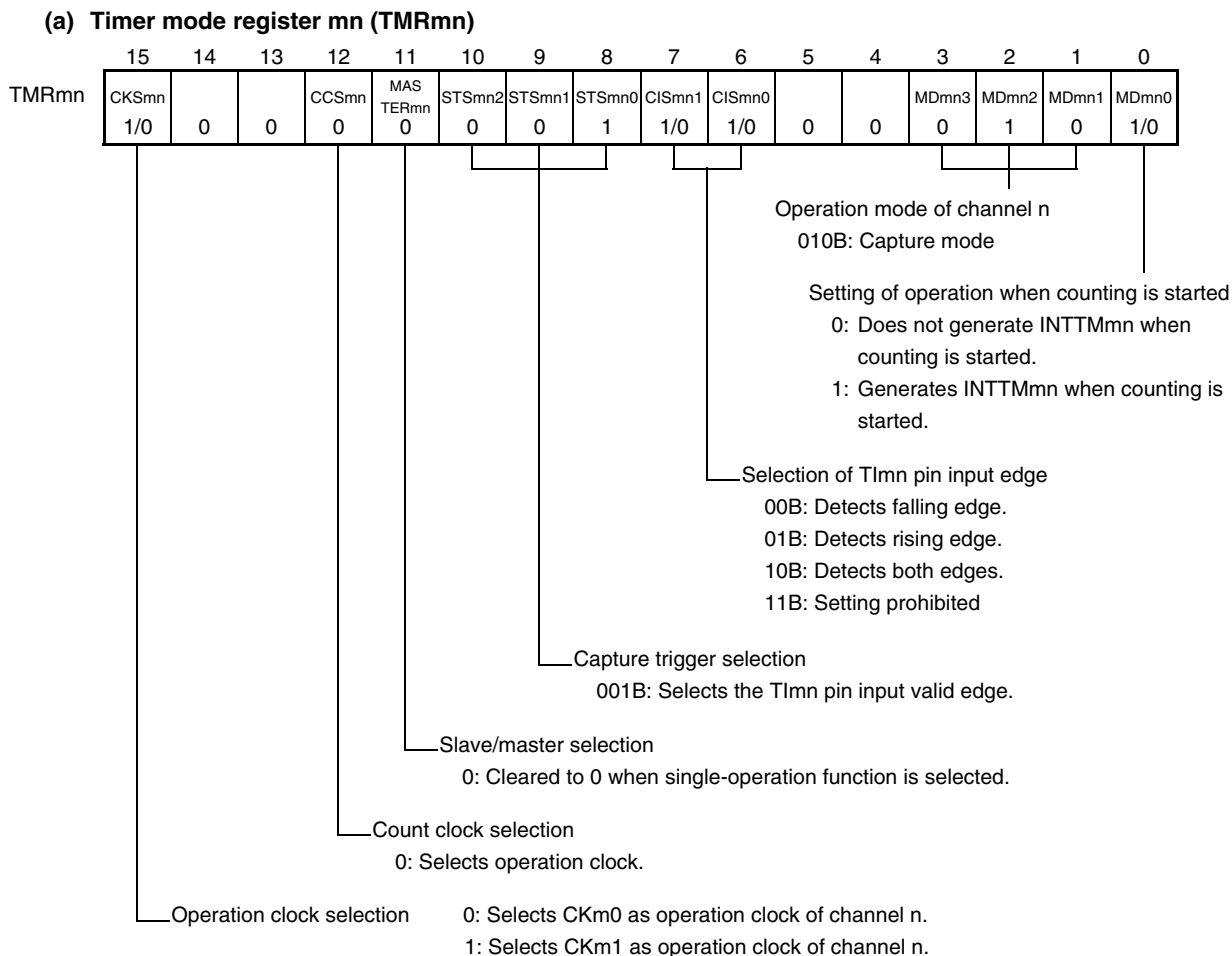 (a) Timer mode register mn (TMRmn)
15 14 13 12 11 10 9 8 7 6 5 4 3 2 1 0
TMRmn CKSmn CCSmn MAS TERmn STSmn2 STSmn1 STSmn0 CISmn1 CISmn0 MDmn3 MDmn2 MDmn1 MDmn0
1/0 0 0 0 0 0 0 1 1/0 1/0 0 0 0 1 0 1/0
Operation mode of channel n
010B: Capture mode
Setting of operation when counting is started
0: Does not generate INTTMmn when
counting is started.
1: Generates INTTMmn when counting is
started.
Selection of TImn pin input edge
00B: Detects falling edge.
01B: Detects rising edge.
10B: Detects both edges.
11B: Setting prohibited
Capture trigger selection
001B: Selects the TImn pin input valid edge.
Slave/master selection
0: Cleared to 0 when single-operation function is selected.
Count clock selection
0: Selects operation clock.
Operation clock selection 0: Selects CKm0 as operation clock of channel n.
1: Selects CKm1 as operation clock of channel n.